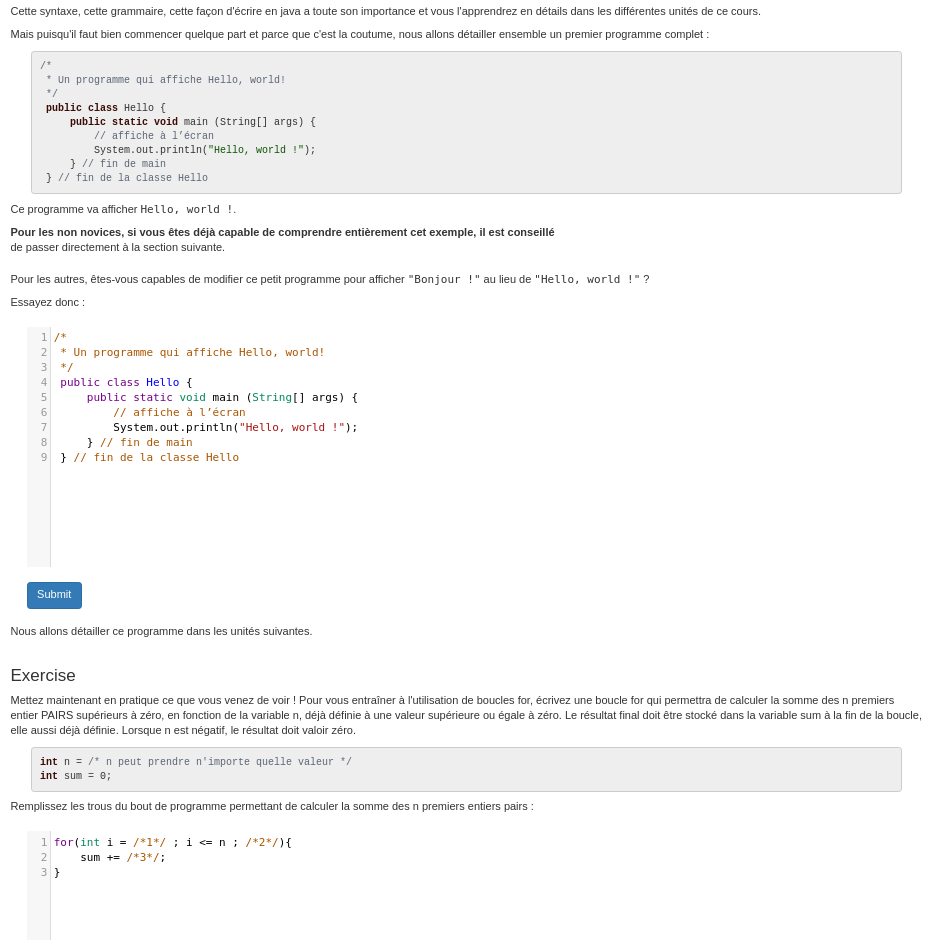 Cette syntaxe, cette grammaire, cette façon d'écrire en java a toute son importance et vous l'apprendrez en détails dans les différentes unités de ce cours.
Mais puisqu'il faut bien commencer quelque part et parce que c'est la coutume, nous allons détailler ensemble un premier programme complet :
/*
 * Un programme qui affiche Hello, world!
 */
 public class Hello {
     public static void main (String[] args) {
         // affiche à l’écran
         System.out.println("Hello, world !");
     } // fin de main
 } // fin de la classe Hello
Ce programme va afficher Hello, world !.
Pour les non novices, si vous êtes déjà capable de comprendre entièrement cet exemple, il est conseillé
de passer directement à la section suivante.
Pour les autres, êtes-vous capables de modifier ce petit programme pour afficher "Bonjour !" au lieu de "Hello, world !" ?
Essayez donc :
1 /*
2  * Un programme qui affiche Hello, world!
3  */
4  public class Hello {
5      public static void main (String[] args) {
6          // affiche à l’écran
7          System.out.println("Hello, world !");
8      } // fin de main
9  } // fin de la classe Hello
Submit
Nous allons détailler ce programme dans les unités suivantes.
Exercise
Mettez maintenant en pratique ce que vous venez de voir ! Pour vous entraîner à l'utilisation de boucles for, écrivez une boucle for qui permettra de calculer la somme des n premiers
entier PAIRS supérieurs à zéro, en fonction de la variable n, déjà définie à une valeur supérieure ou égale à zéro. Le résultat final doit être stocké dans la variable sum à la fin de la boucle,
elle aussi déjà définie. Lorsque n est négatif, le résultat doit valoir zéro.
int n = /* n peut prendre n'importe quelle valeur */
int sum = 0;
Remplissez les trous du bout de programme permettant de calculer la somme des n premiers entiers pairs :
1 for(int i = /*1*/ ; i <= n ; /*2*/){
2     sum += /*3*/;
3 }